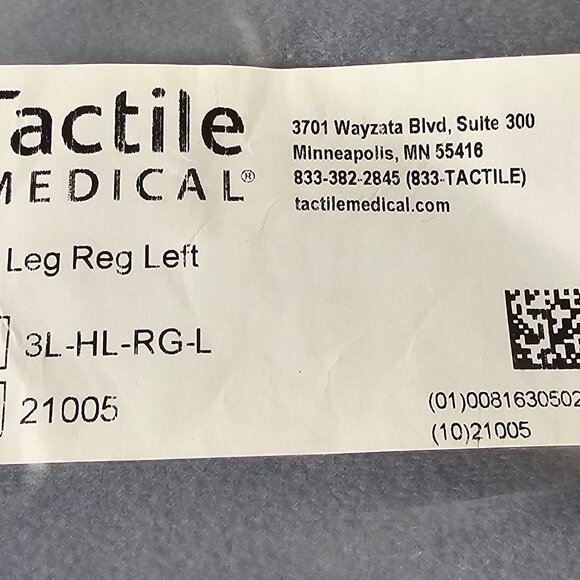 Tactile
MEDICAL®
3701 Wayzata Blvd, Suite 300
Minneapolis, MN 55416
833-382-2845 (833-TACTILE)
tactilemedical.com
Leg Reg Left
3L-HL-RG-L
21005
(01)0081630502
(10)21005